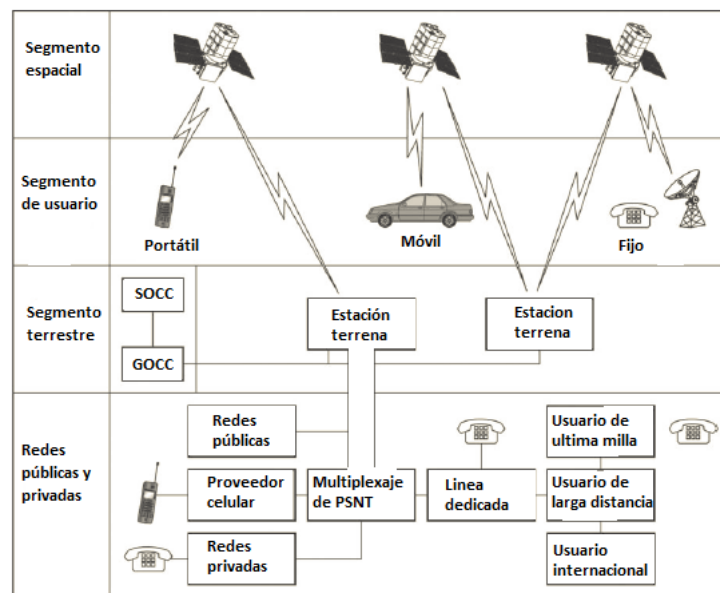 Segmento
espacial
Segmento
de usuario
Portátil
Móvil
Fijo
Segmento
terrestre
SOCC
GOCC
Estación
terrena
Estacion
terrena
Redes
públicas y
privadas
Redes
públicas
Proveedor
celular
Redes
privadas
Multiplexaje
de PSNT
Linea
dedicada
Usuario de
ultima milla
Usuario de
larga distancia
Usuario
internacional